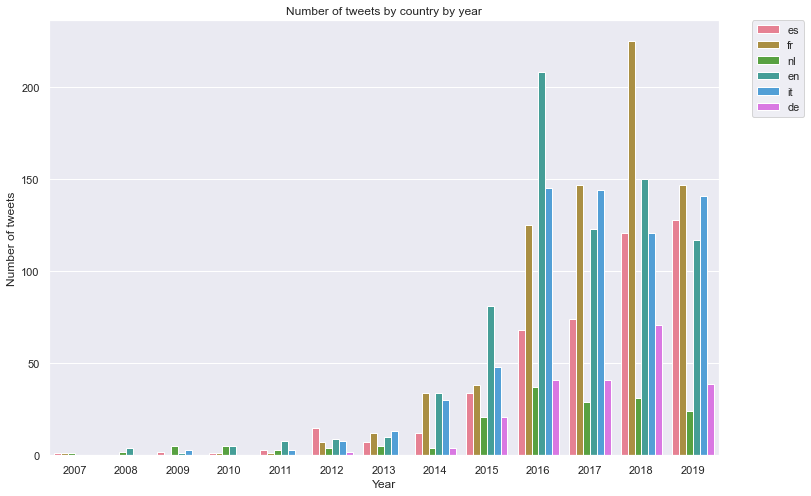 Number of tweets by country by year
es
fr
nl
en
it
de
Number of tweets
200
150
100
50
0
2007 2008 2009 2010 2011 2012 2013 2014 2015 2016 2017 2018 2019
Year